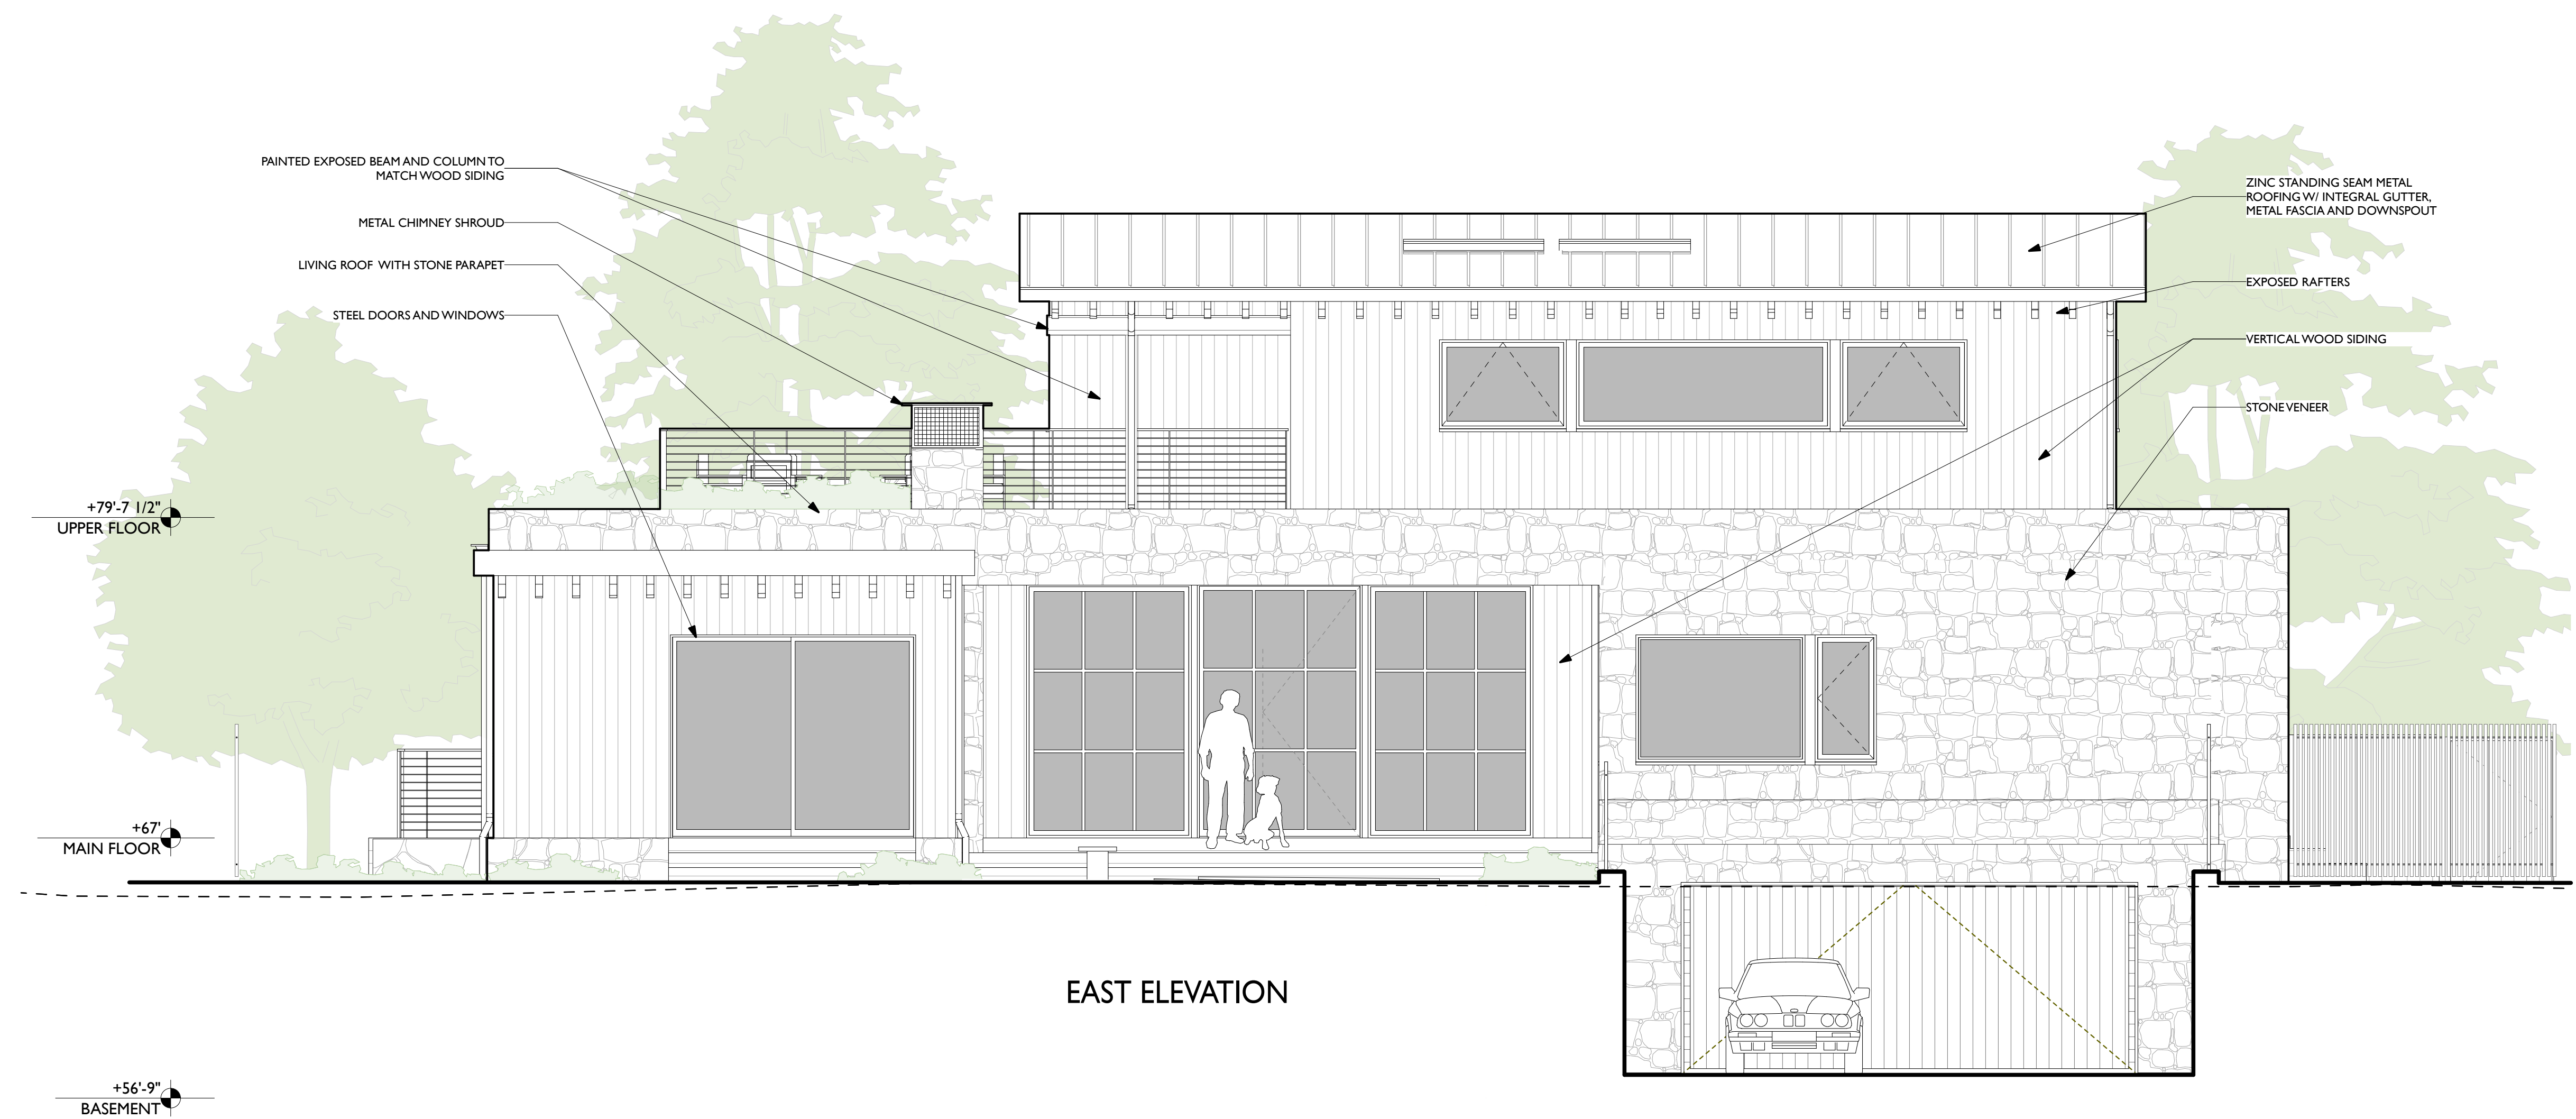 PAINTED EXPOSED BEAM AND COLUMN TO
MATCH WOOD SIDING
METAL CHIMNEY SHROUD
LIVING ROOF WITH STONE PARAPET
STEEL DOORS AND WINDOWS
ZINC STANDING SEAM METAL
ROOFING W/ INTEGRAL GUTTER,
METAL FASCIA AND DOWNSPOUT
EXPOSED RAFTERS
VERTICAL WOOD SIDING
STONE VENEER
+79'-7 1/2"
UPPER FLOOR
+67'
MAIN FLOOR
EAST ELEVATION
+56'-9"
BASEMENT